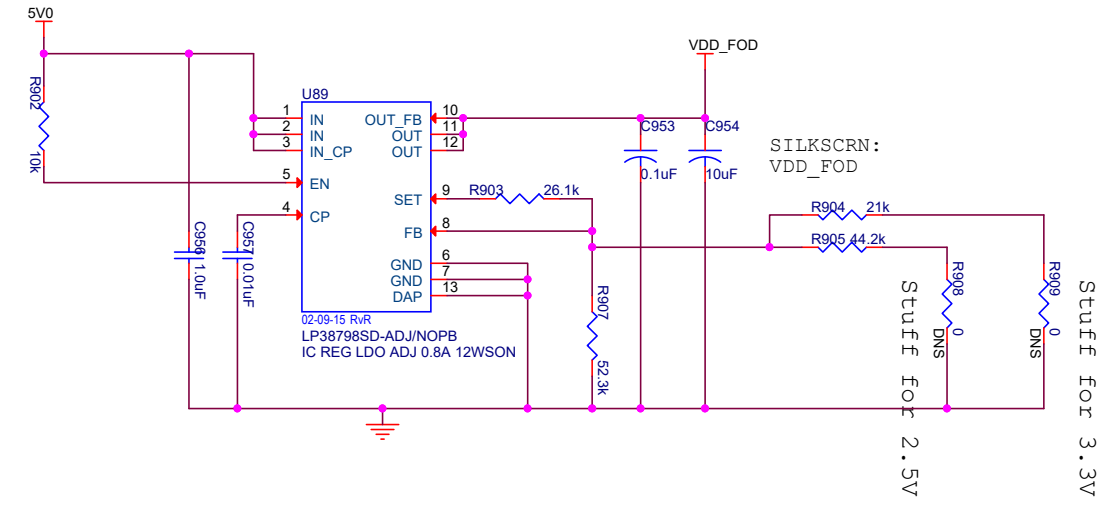 5V0
VDD_FOD
R902
10k
U89
1 IN
2 IN
3 IN_CP
5 EN
4 CP
OUT_FB 10
OUT 11
OUT 12
SET 9
FB 8
GND 6
GND 7
DAP 13
C953
0.1uF
C954
10uF
SILKSCRN:
VDD_FOD
R903 26.1k
R904 21k
R905 44.2k
C956 1.0uF
C957 0.01uF
R907
52.3k
R908
0
DNS
R909
0
DNS
Stuff for 2.5V
Stuff for 3.3V
02-09-15 RvR
LP38798SD-ADJ/NOPB
IC REG LDO ADJ 0.8A 12WSON